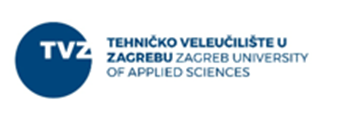 TVZ
TEHNIČKO VELEUČILIŠTE U
ZAGREBU ZAGREB UNIVERSITY
OF APPLIED SCIENCES